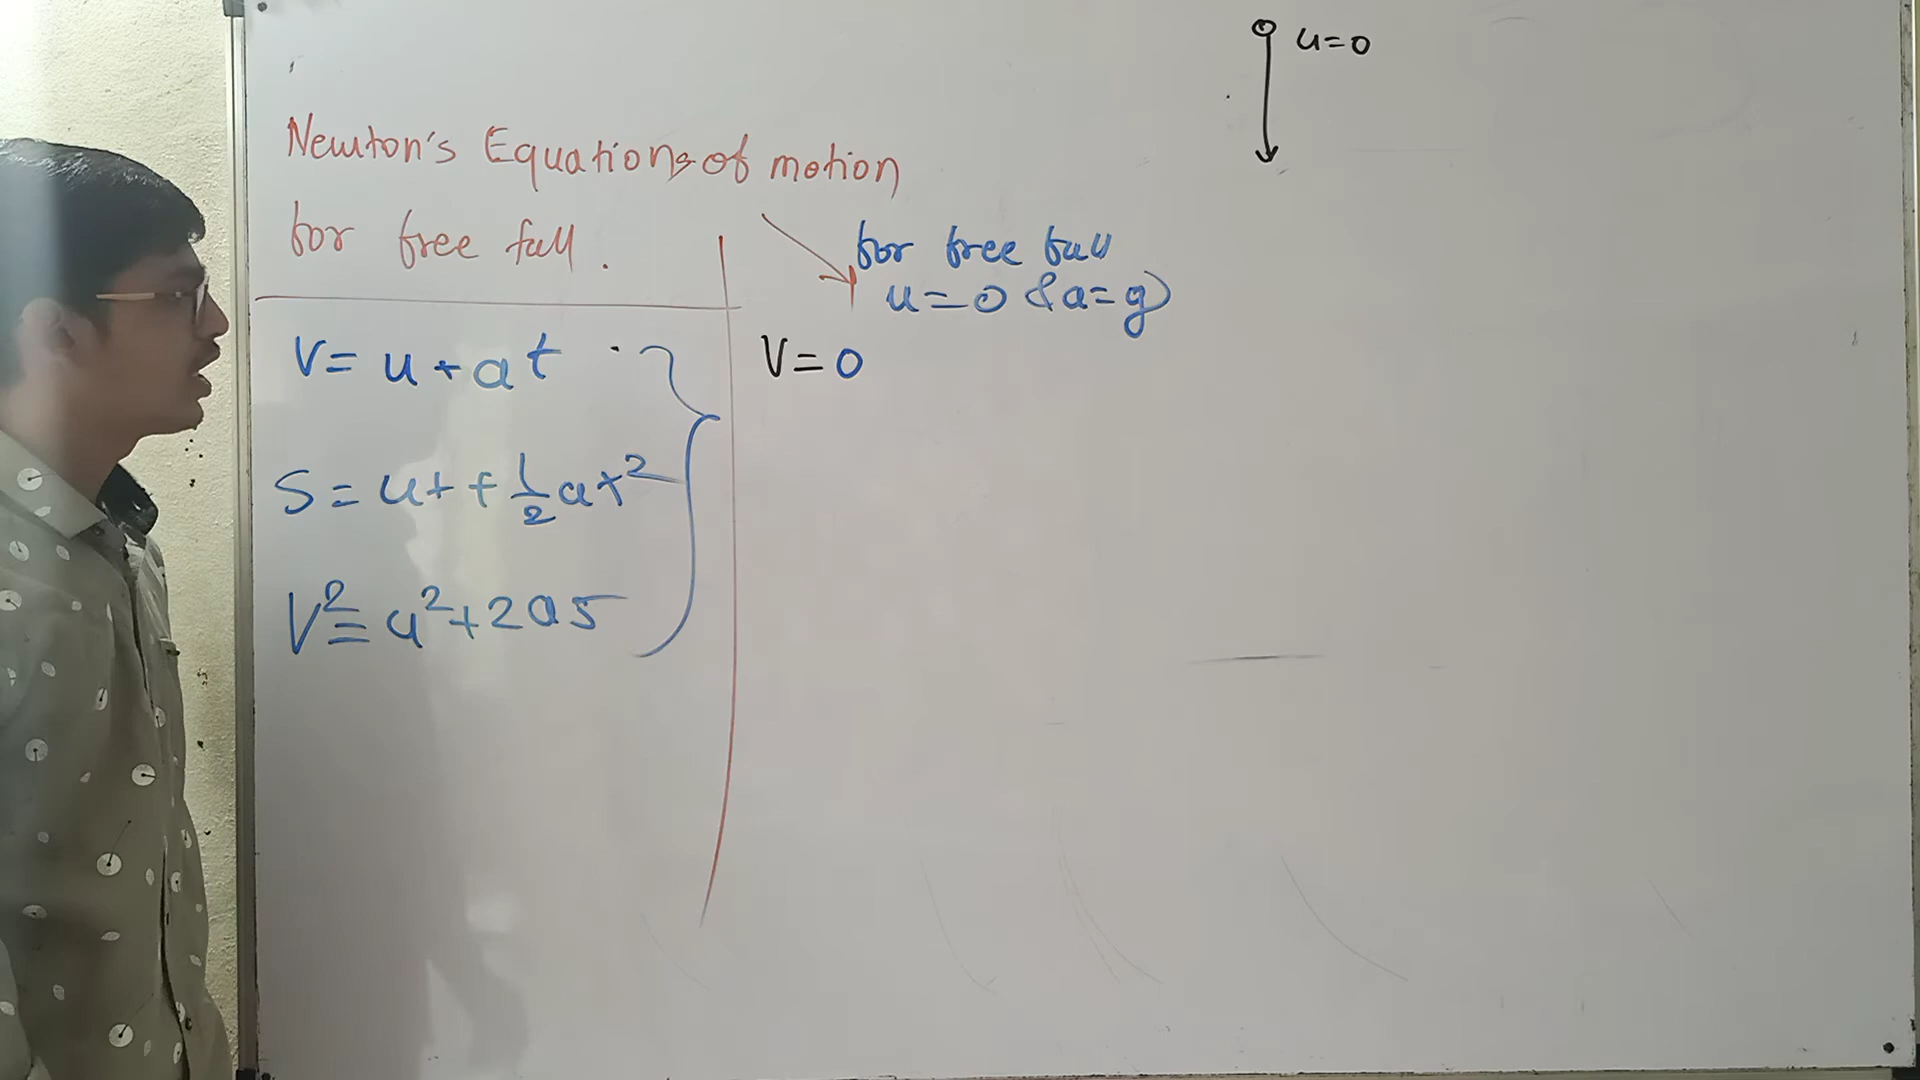 u=0
Newton's Equations of motion
for free fall.
for free fall
u=0 & a=g
V= u+at
V=0
S=ut+½at²
V²=u²+2as